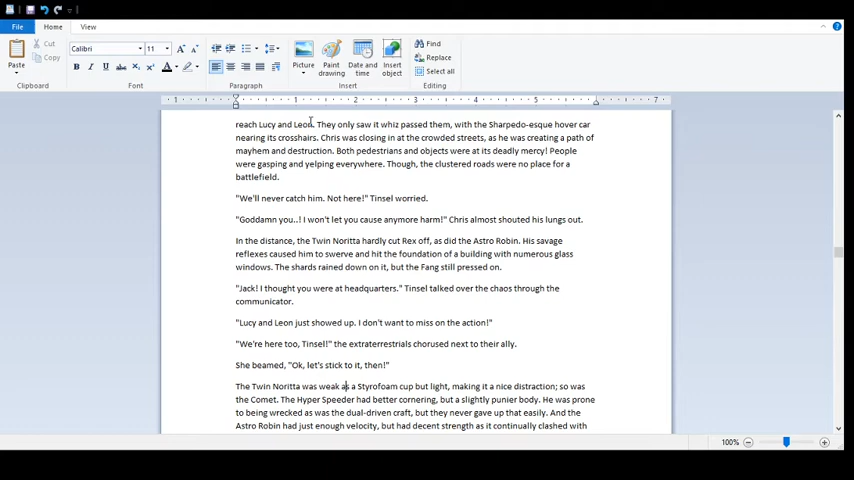 File Home View
Cut
Copy
Paste
Calibri 11
B I U abc X₂ X² A
Picture
Paint drawing
Date and time
Insert object
Find
Replace
Select all
Clipboard Font Paragraph Insert Editing
1 1 2 3 4 5 7
reach Lucy and Leon. They only saw it whiz passed them, with the Sharpedo-esque hover car
nearing its crosshairs. Chris was closing in at the crowded streets, as he was creating a path of
mayhem and destruction. Both pedestrians and objects were at its deadly mercy! People
were gasping and yelping everywhere. Though, the clustered roads were no place for a
battlefield.
"We'll never catch him. Not here!" Tinsel worried.
"Goddamn you..! I won't let you cause anymore harm!" Chris almost shouted his lungs out.
In the distance, the Twin Noritta hardly cut Rex off, as did the Astro Robin. His savage
reflexes caused him to swerve and hit the foundation of a building with numerous glass
windows. The shards rained down on it, but the Fang still pressed on.
"Jack! I thought you were at headquarters." Tinsel talked over the chaos through the
communicator.
"Lucy and Leon just showed up. I don't want to miss on the action!"
"We're here too, Tinsel!" the extraterrestrials chorused next to their ally.
She beamed, "Ok, let's stick to it, then!"
The Twin Noritta was weak as a Styrofoam cup but light, making it a nice distraction; so was
the Comet. The Hyper Speeder had better cornering, but a slightly punier body. He was prone
to being wrecked as was the dual-driven craft, but they never gave up that easily. And the
Astro Robin had just enough velocity, but had decent strength as it continually clashed with
100%